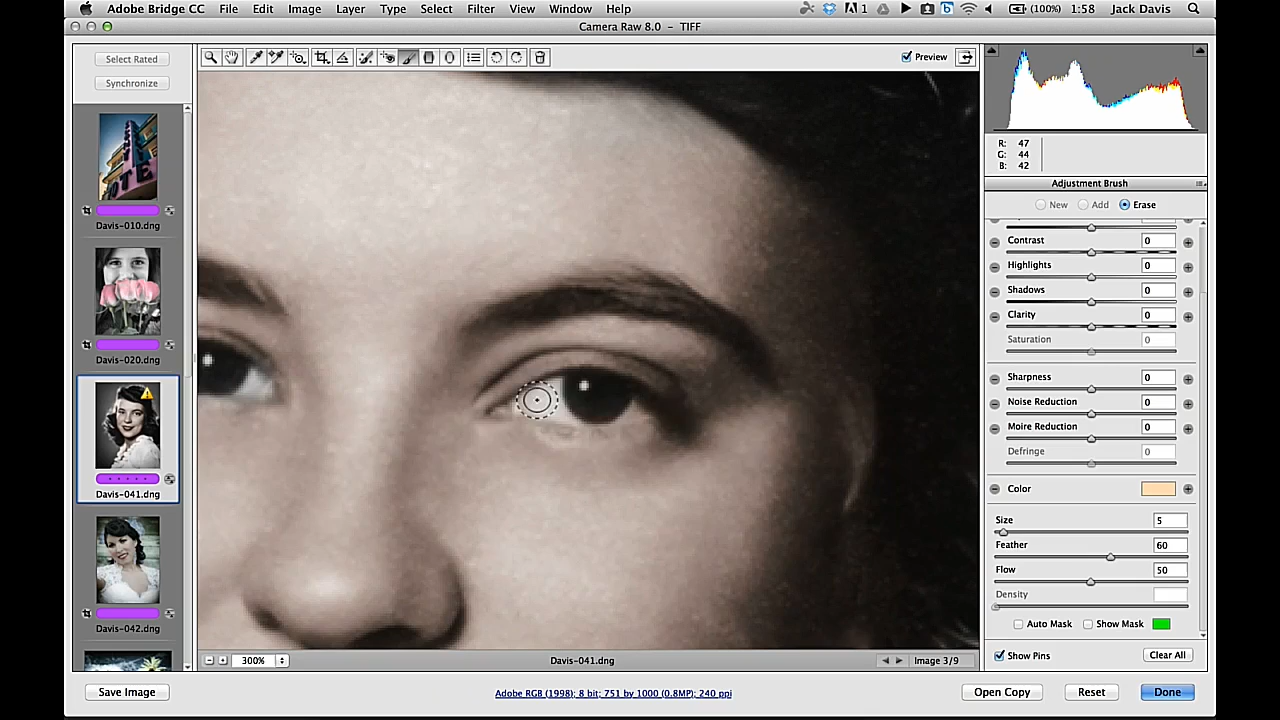 Adobe Bridge CC File Edit Image Layer Type Select Filter View Window Help 1 (100%) 1:58 Jack Davis
Camera Raw 8.0 - TIFF
Select Rated
Synchronize
Preview
R: 47
G: 44
B: 42
Adjustment Brush
New Add Erase
Contrast 0
Highlights 0
Shadows 0
Clarity 0
Saturation 0
Sharpness 0
Noise Reduction 0
Moire Reduction 0
Defringe 0
Color
Size 5
Feather 60
Flow 50
Density
Auto Mask Show Mask
Show Pins Clear All
Davis-010.dng
Davis-020.dng
Davis-041.dng
Davis-042.dng
300% Davis-041.dng Image 3/9
Save Image Adobe RGB (1998); 8 bit; 751 by 1000 (0.8MP); 240 ppi Open Copy Reset Done